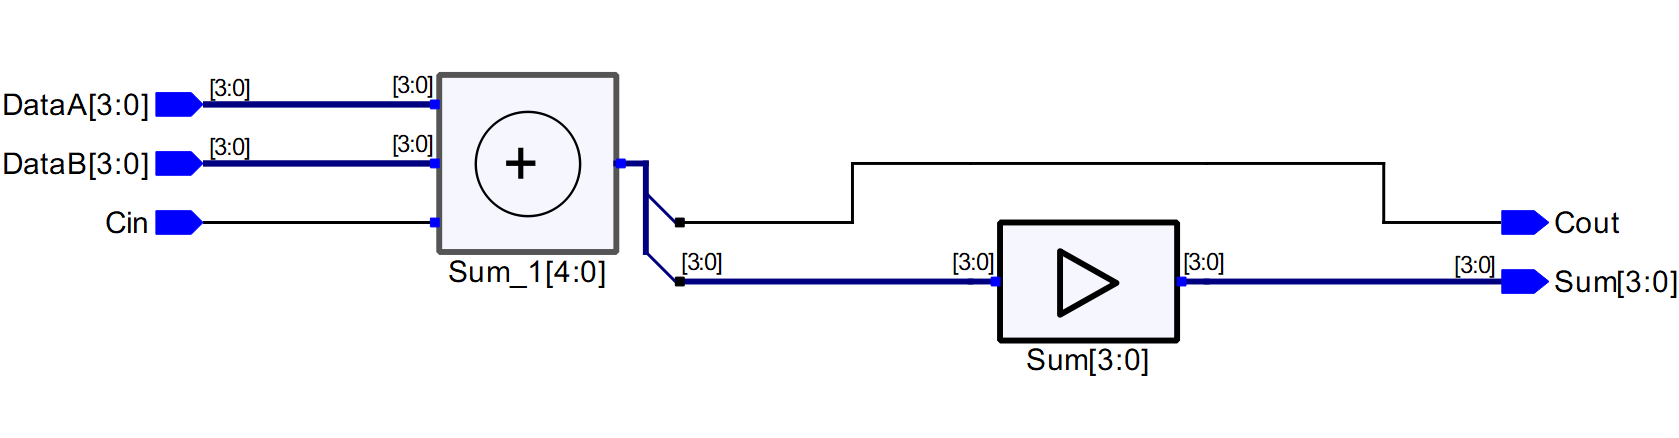 DataA[3:0] [3:0] [3:0]
DataB[3:0] [3:0] [3:0]
+
Cin
Cout
Sum_1[4:0]
[3:0] [3:0] [3:0] [3:0] Sum[3:0]
Sum[3:0]